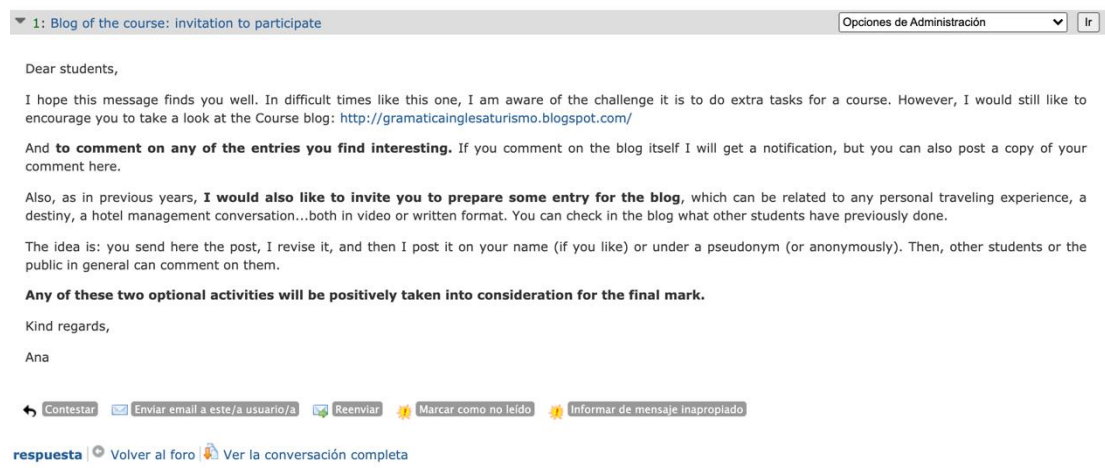 1: Blog of the course: invitation to participate
Opciones de Administración
Ir
Dear students,
I hope this message finds you well. In difficult times like this one, I am aware of the challenge it is to do extra tasks for a course. However, I would still like to
encourage you to take a look at the Course blog: http://gramaticainglesaturismo.blogspot.com/
And to comment on any of the entries you find interesting. If you comment on the blog itself I will get a notification, but you can also post a copy of your
comment here.
Also, as in previous years, I would also like to invite you to prepare some entry for the blog, which can be related to any personal traveling experience, a
destiny, a hotel management conversation...both in video or written format. You can check in the blog what other students have previously done.
The idea is: you send here the post, I revise it, and then I post it on your name (if you like) or under a pseudonym (or anonymously). Then, other students or the
public in general can comment on them.
Any of these two optional activities will be positively taken into consideration for the final mark.
Kind regards,
Ana
Contestar Enviar email a este/a usuario/a Reenviar Marcar como no leído Informar de mensaje inapropiado
respuesta Volver al foro Ver la conversación completa